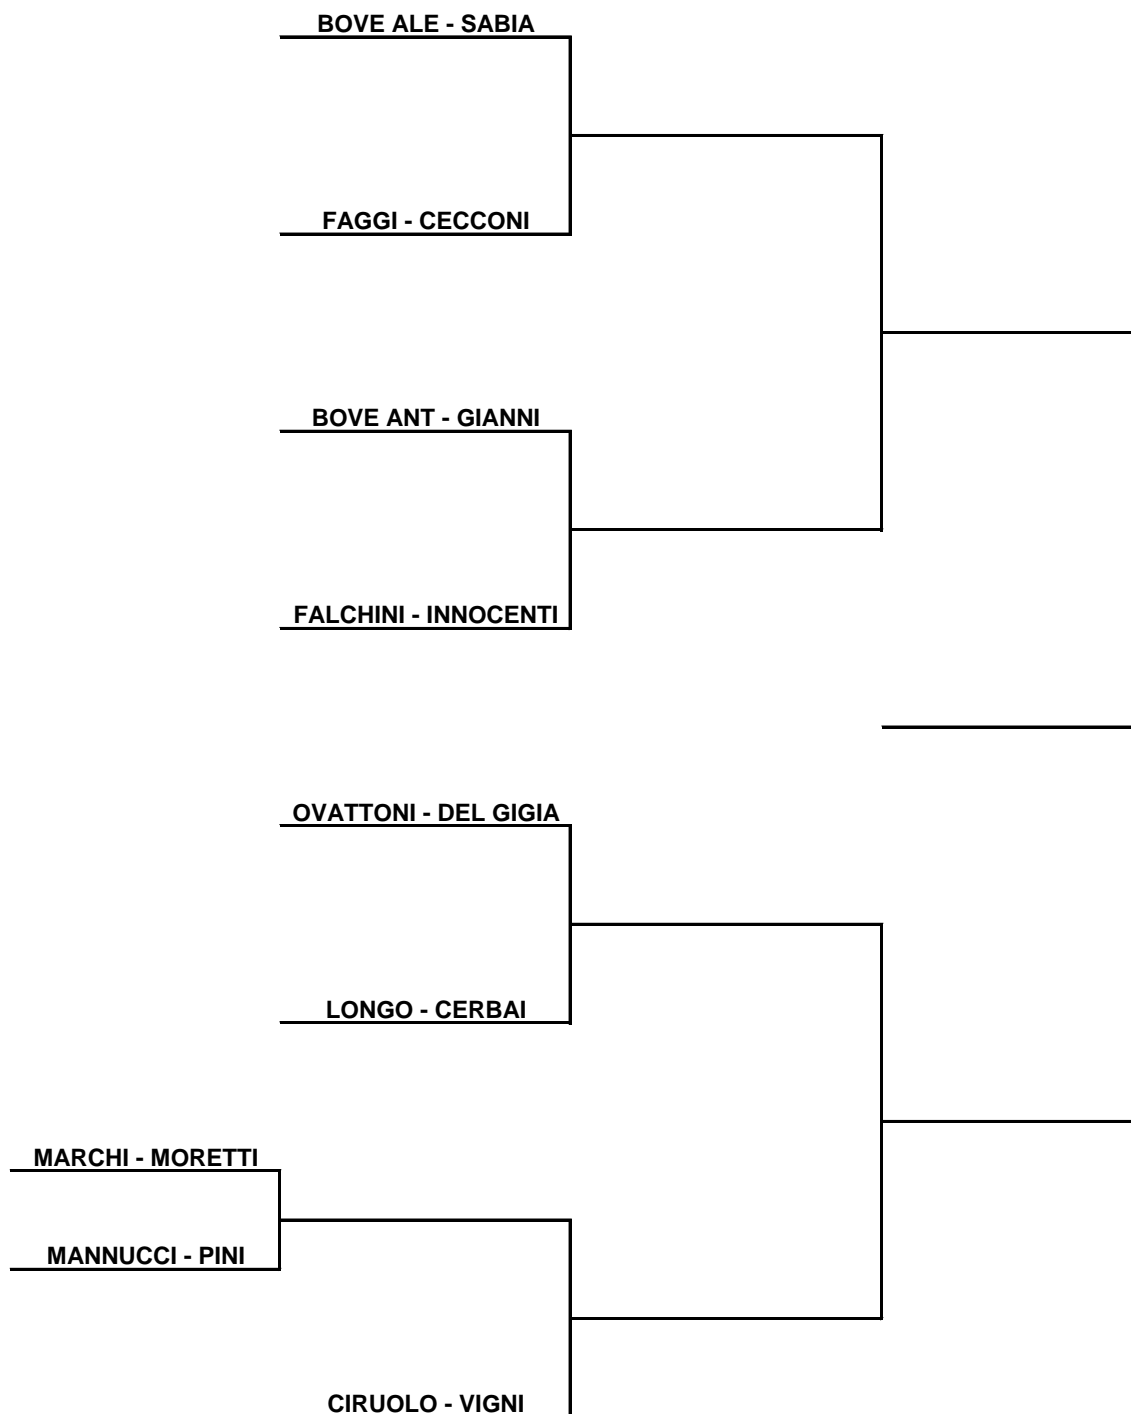 BOVE ALE - SABIA
FAGGI - CECCONI
BOVE ANT - GIANNI
FALCHINI - INNOCENTI
OVATTONI - DEL GIGIA
LONGO - CERBAI
MARCHI - MORETTI
MANNUCCI - PINI
CIRUOLO - VIGNI